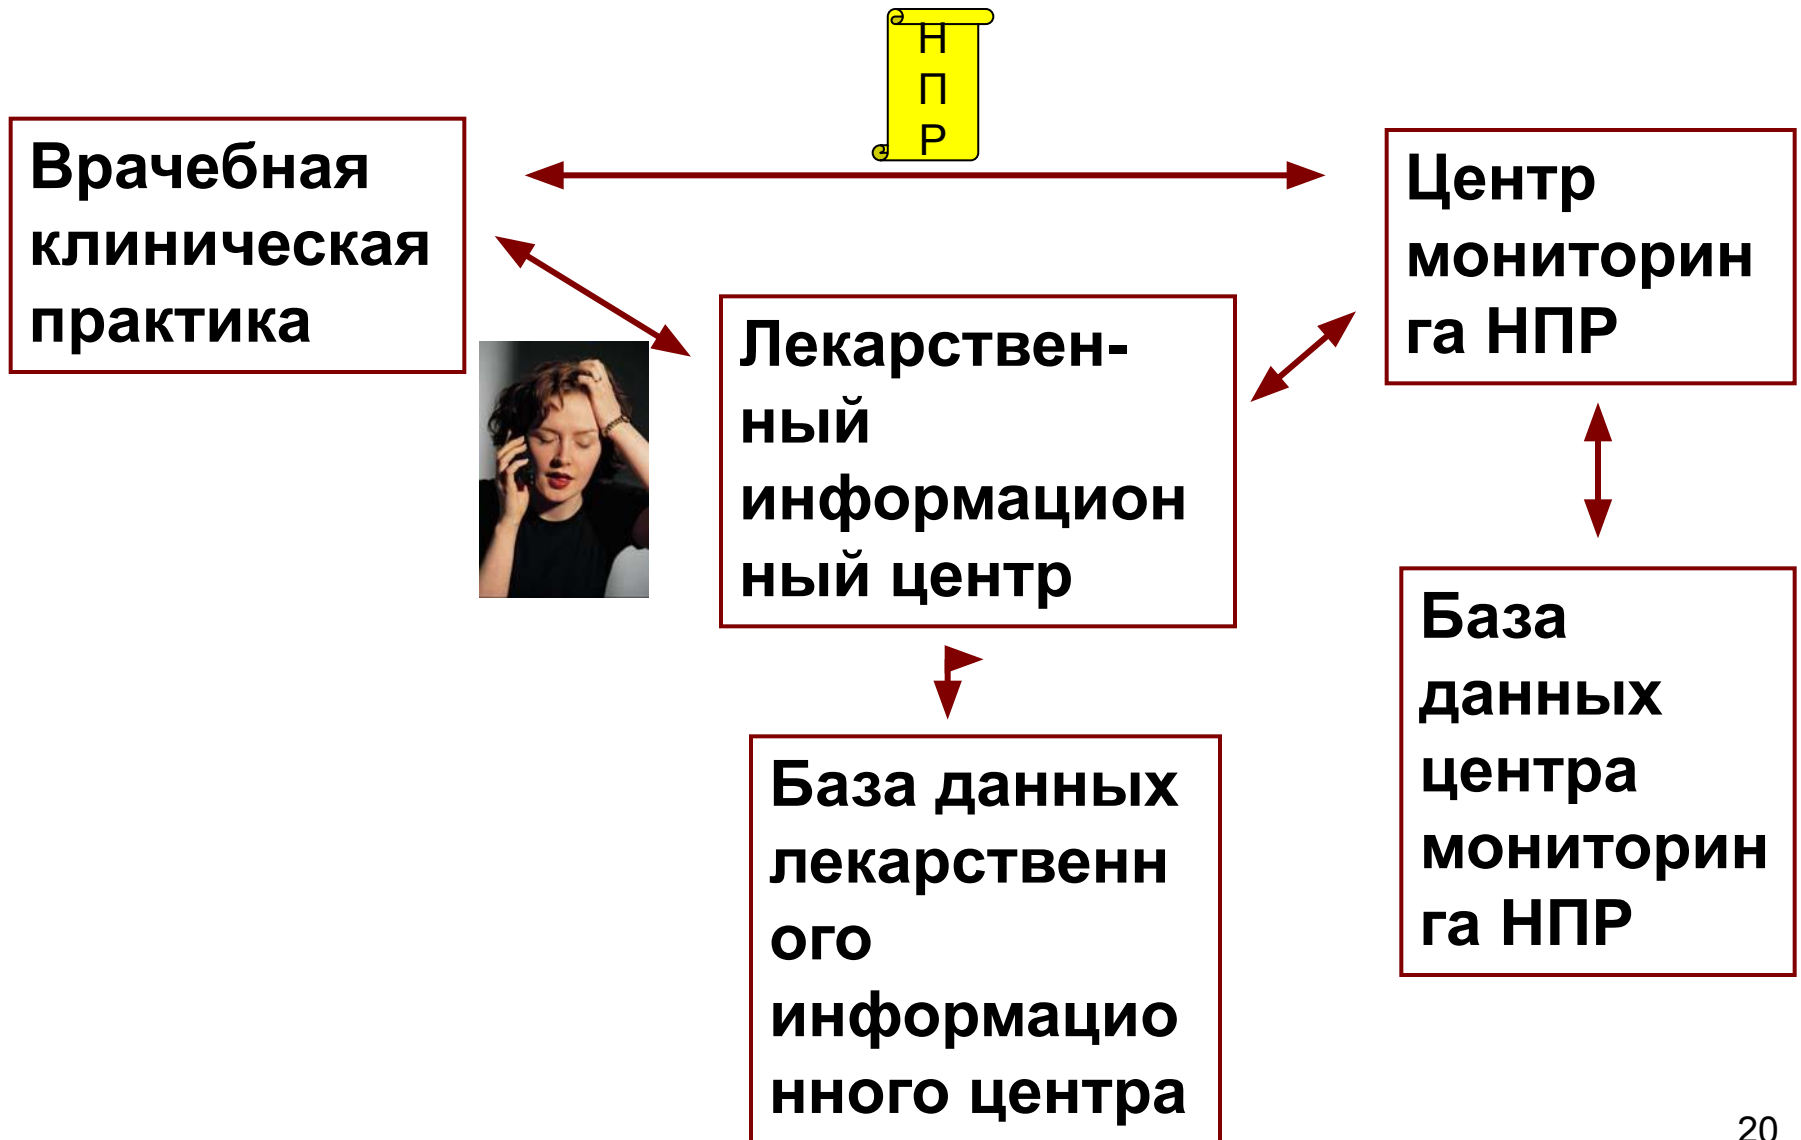 Н
П
Р
Врачебная
клиническая
практика
Центр
мониторин
га НПР
Лекарствен-
ный
информацион
ный центр
База
данных
центра
мониторин
га НПР
База данных
лекарственн
ого
информацио
нного центра
20